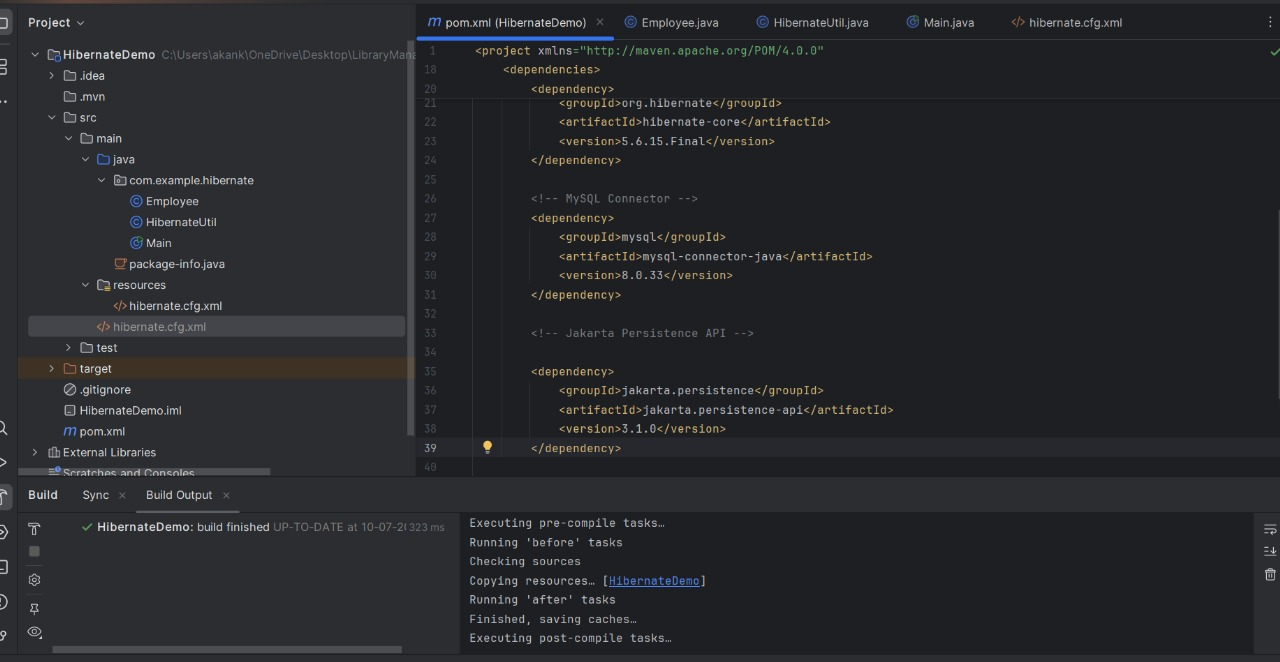 Project
HibernateDemo C:\Users\akank\OneDrive\Desktop\LibraryMana
.idea
.mvn
src
main
java
com.example.hibernate
Employee
HibernateUtil
Main
package-info.java
resources
hibernate.cfg.xml
hibernate.cfg.xml
test
target
.gitignore
HibernateDemo.iml
pom.xml
External Libraries
Scratches and Consoles
pom.xml (HibernateDemo) Employee.java HibernateUtil.java Main.java hibernate.cfg.xml
1 <project xmlns="http://maven.apache.org/POM/4.0.0"
18 <dependencies>
20 <dependency>
21 <groupId>org.hibernate</groupId>
22 <artifactId>hibernate-core</artifactId>
23 <version>5.6.15.Final</version>
24 </dependency>
25
26 <!-- MySQL Connector -->
27 <dependency>
28 <groupId>mysql</groupId>
29 <artifactId>mysql-connector-java</artifactId>
30 <version>8.0.33</version>
31 </dependency>
32
33 <!-- Jakarta Persistence API -->
34
35 <dependency>
36 <groupId>jakarta.persistence</groupId>
37 <artifactId>jakarta.persistence-api</artifactId>
38 <version>3.1.0</version>
39 </dependency>
40
Build Sync Build Output
HibernateDemo: build finished UP-TO-DATE at 10-07-2 323 ms
Executing pre-compile tasks…
Running 'before' tasks
Checking sources
Copying resources… [HibernateDemo]
Running 'after' tasks
Finished, saving caches…
Executing post-compile tasks…